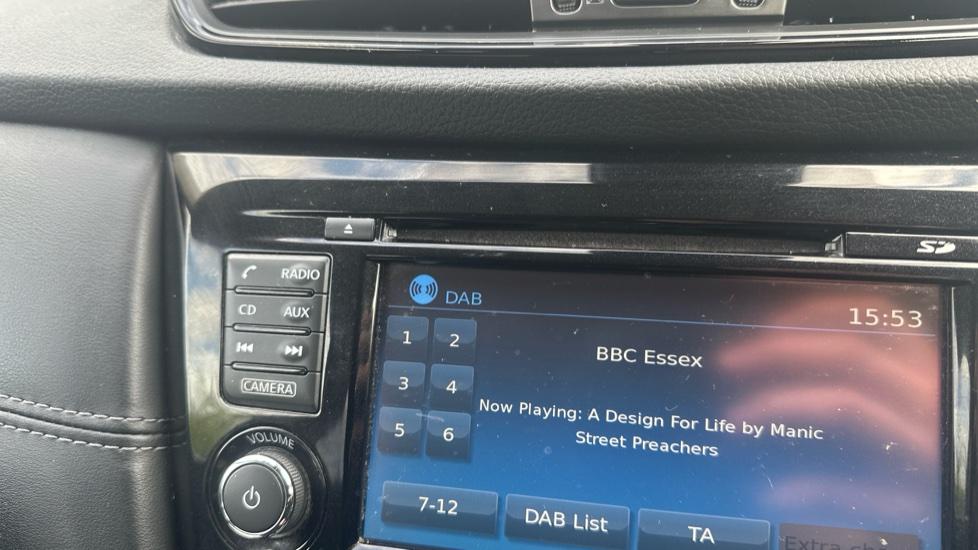 RADIO
CD AUX
CAMERA
VOLUME
SD
DAB
15:53
1 2
3 4
5 6
BBC Essex
Now Playing: A Design For Life by Manic
Street Preachers
7-12 DAB List TA
Extra